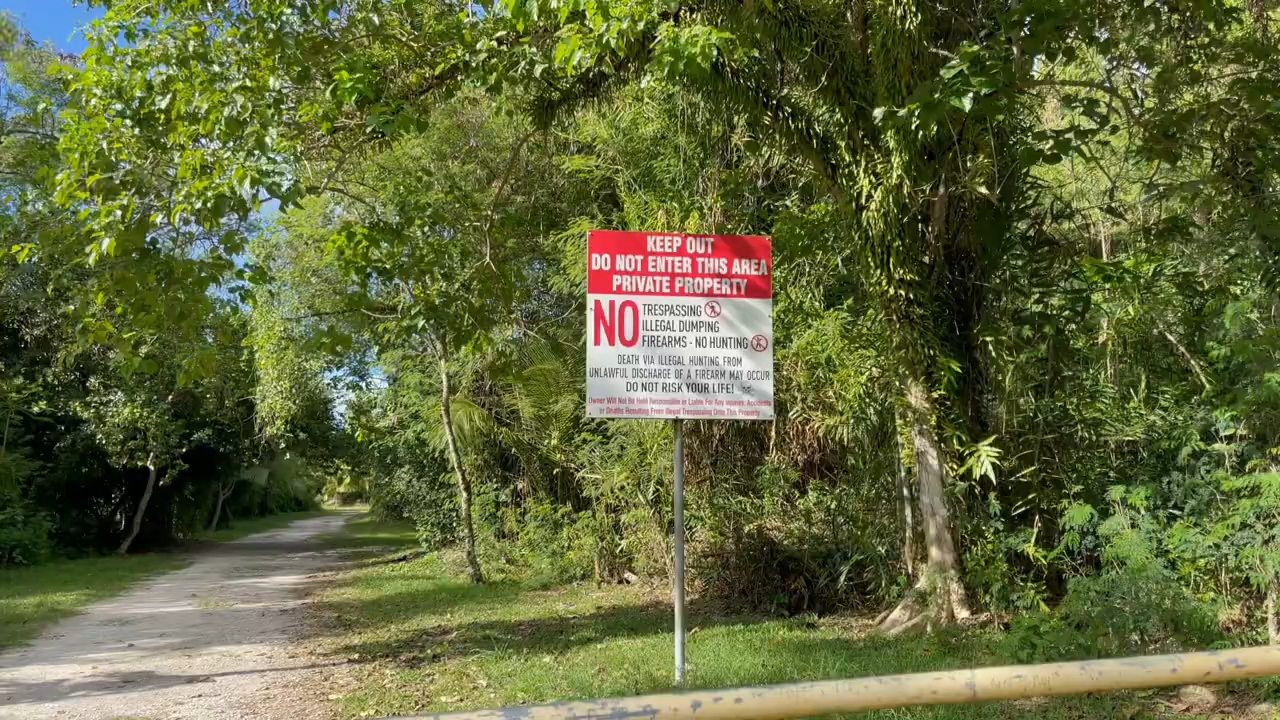 KEEP OUT
DO NOT ENTER THIS AREA
PRIVATE PROPERTY
NO TRESPASSING
ILLEGAL DUMPING
FIREARMS - NO HUNTING
DEATH VIA ILLEGAL HUNTING FROM
UNLAWFUL DISCHARGE OF A FIREARM MAY OCCUR
DO NOT RISK YOUR LIFE!
Owner Will Not Be Held Responsible or Liable For Any Injuries, Accidents
or Deaths Resulting From Illegal Trespassing Onto This Property